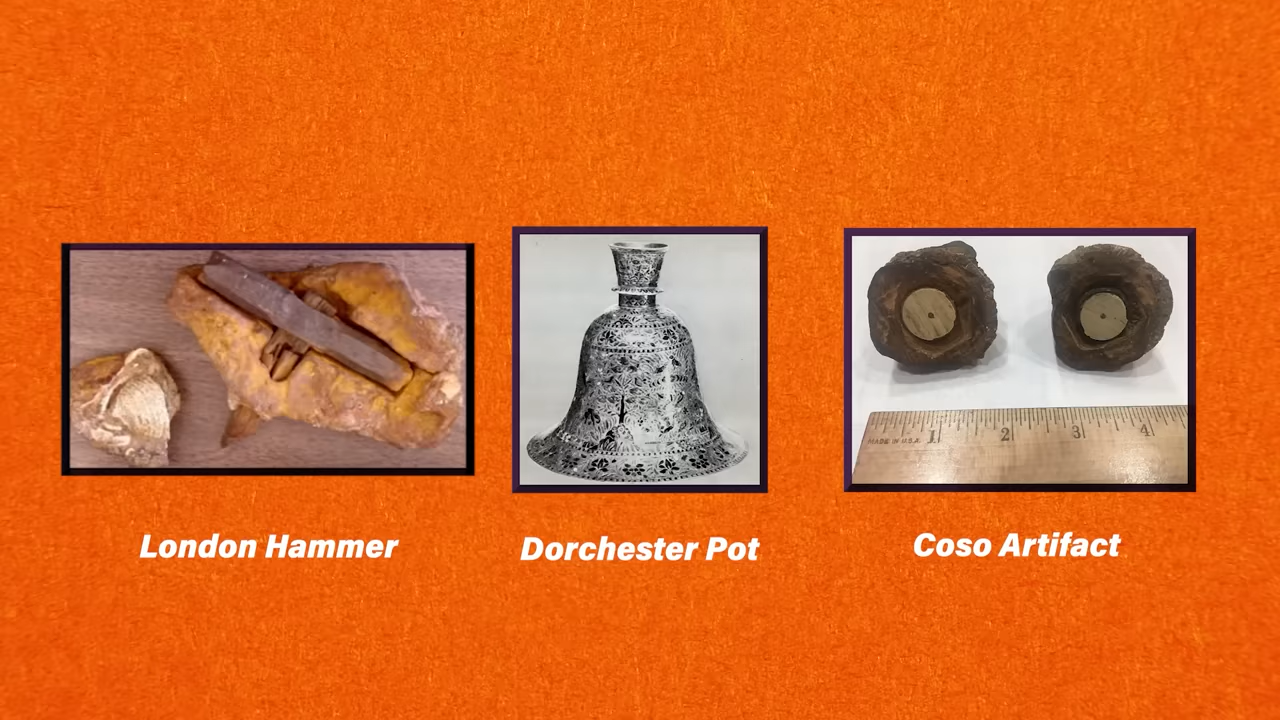 London Hammer
Dorchester Pot
Coso Artifact
MADE IN U.S.A.
1 2 3 4